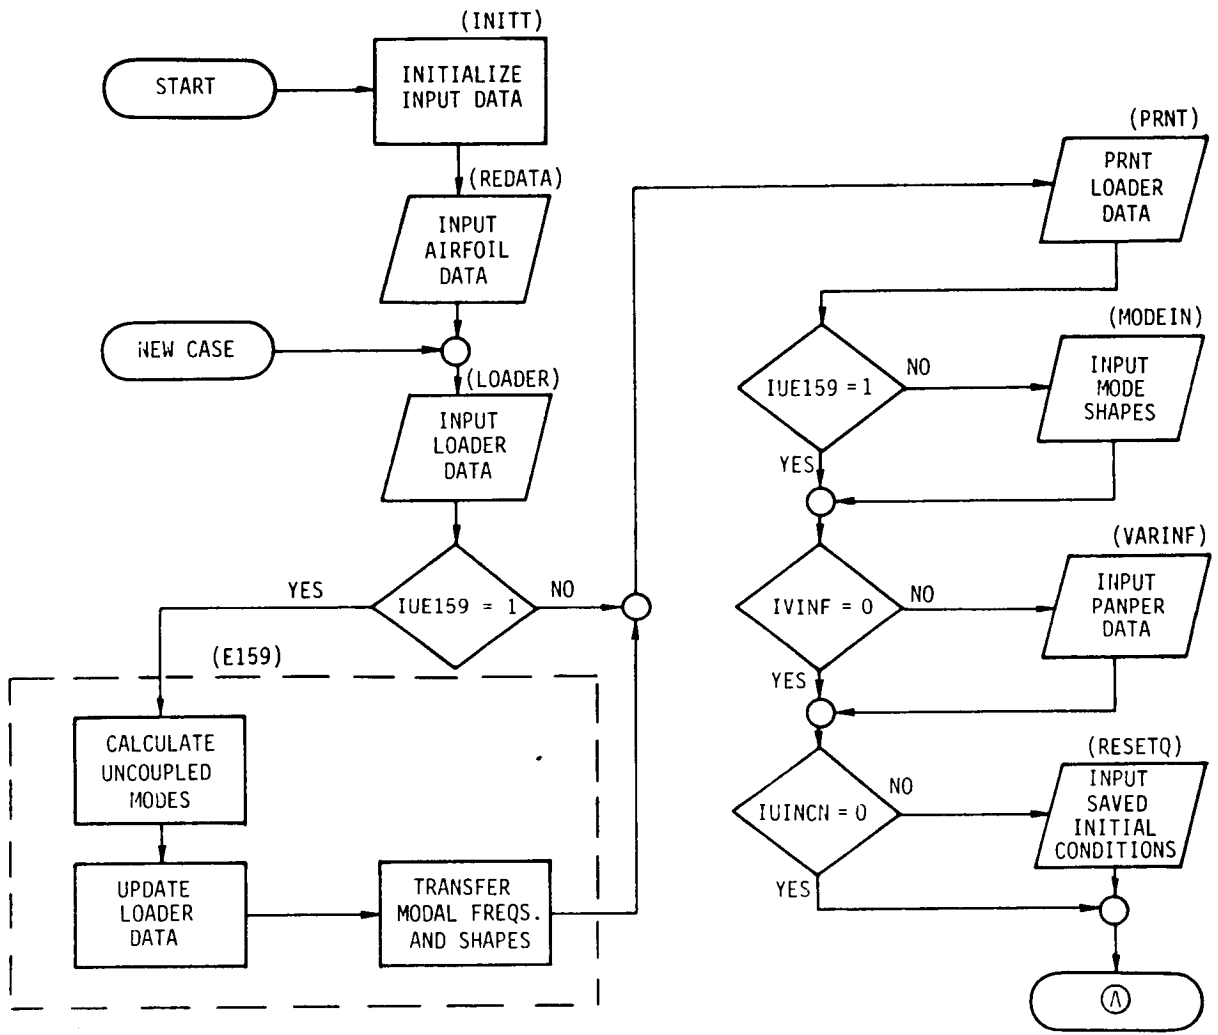 (INITT)
START
INITIALIZE
INPUT DATA
(REDATA)
INPUT
AIRFOIL
DATA
NEW CASE
(LOADER)
INPUT
LOADER
DATA
YES
IUE159 = 1
NO
(E159)
CALCULATE
UNCOUPLED
MODES
UPDATE
LOADER
DATA
TRANSFER
MODAL FREQS.
AND SHAPES
(PRNT)
PRNT
LOADER
DATA
(MODEIN)
IUE159 = 1
NO
INPUT
MODE
SHAPES
YES
(VARINF)
IVINF = 0
NO
INPUT
PANPER
DATA
YES
(RESETQ)
IUINCN = 0
NO
INPUT
SAVED
INITIAL
CONDITIONS
YES
A